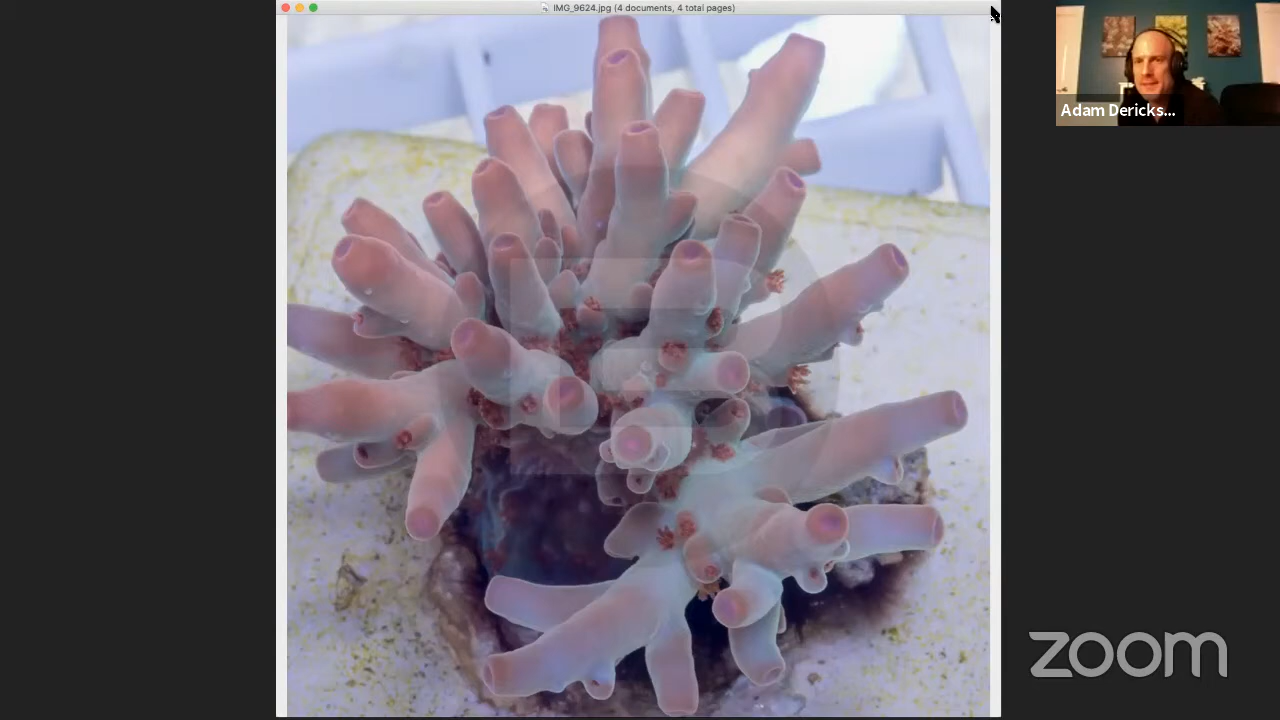 IMG_9624.jpg (4 documents, 4 total pages)
Adam Dericks...
zoom